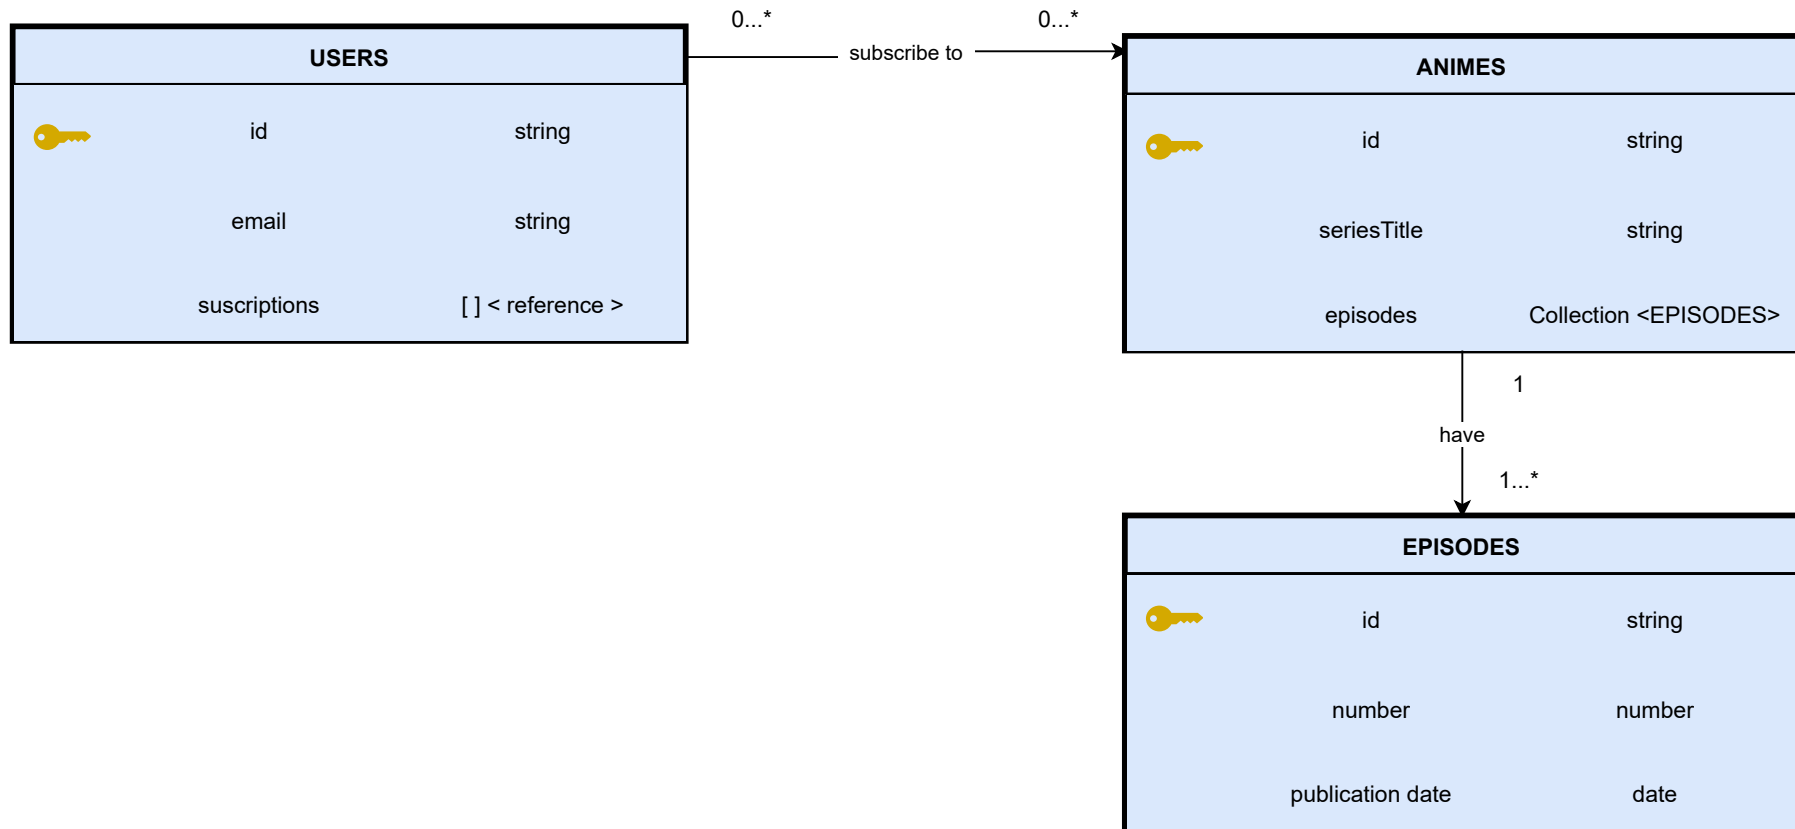 0...*
0...*
USERS
subscribe to
ANIMES
id string
email string
suscriptions [ ] < reference >
id string
seriesTitle string
episodes Collection <EPISODES>
1
have
1...*
EPISODES
id string
number number
publication date date